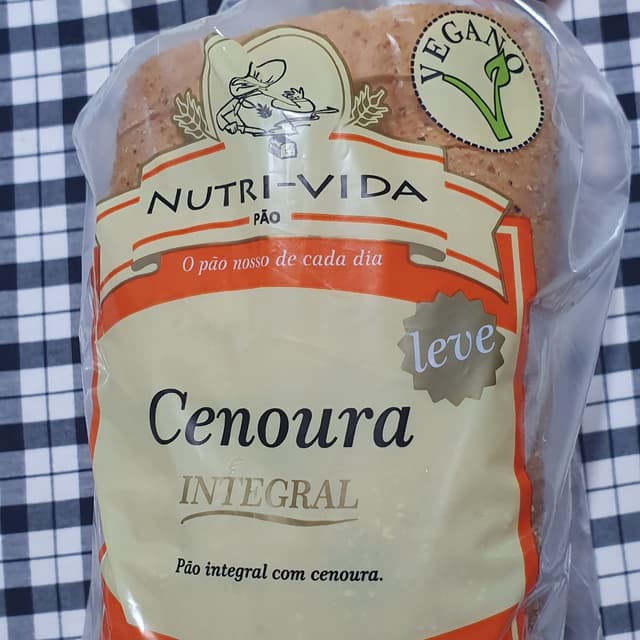 VEGANO
NUTRI-VIDA
PÃO
O pão nosso de cada dia
leve
Cenoura
INTEGRAL
Pão integral com cenoura.